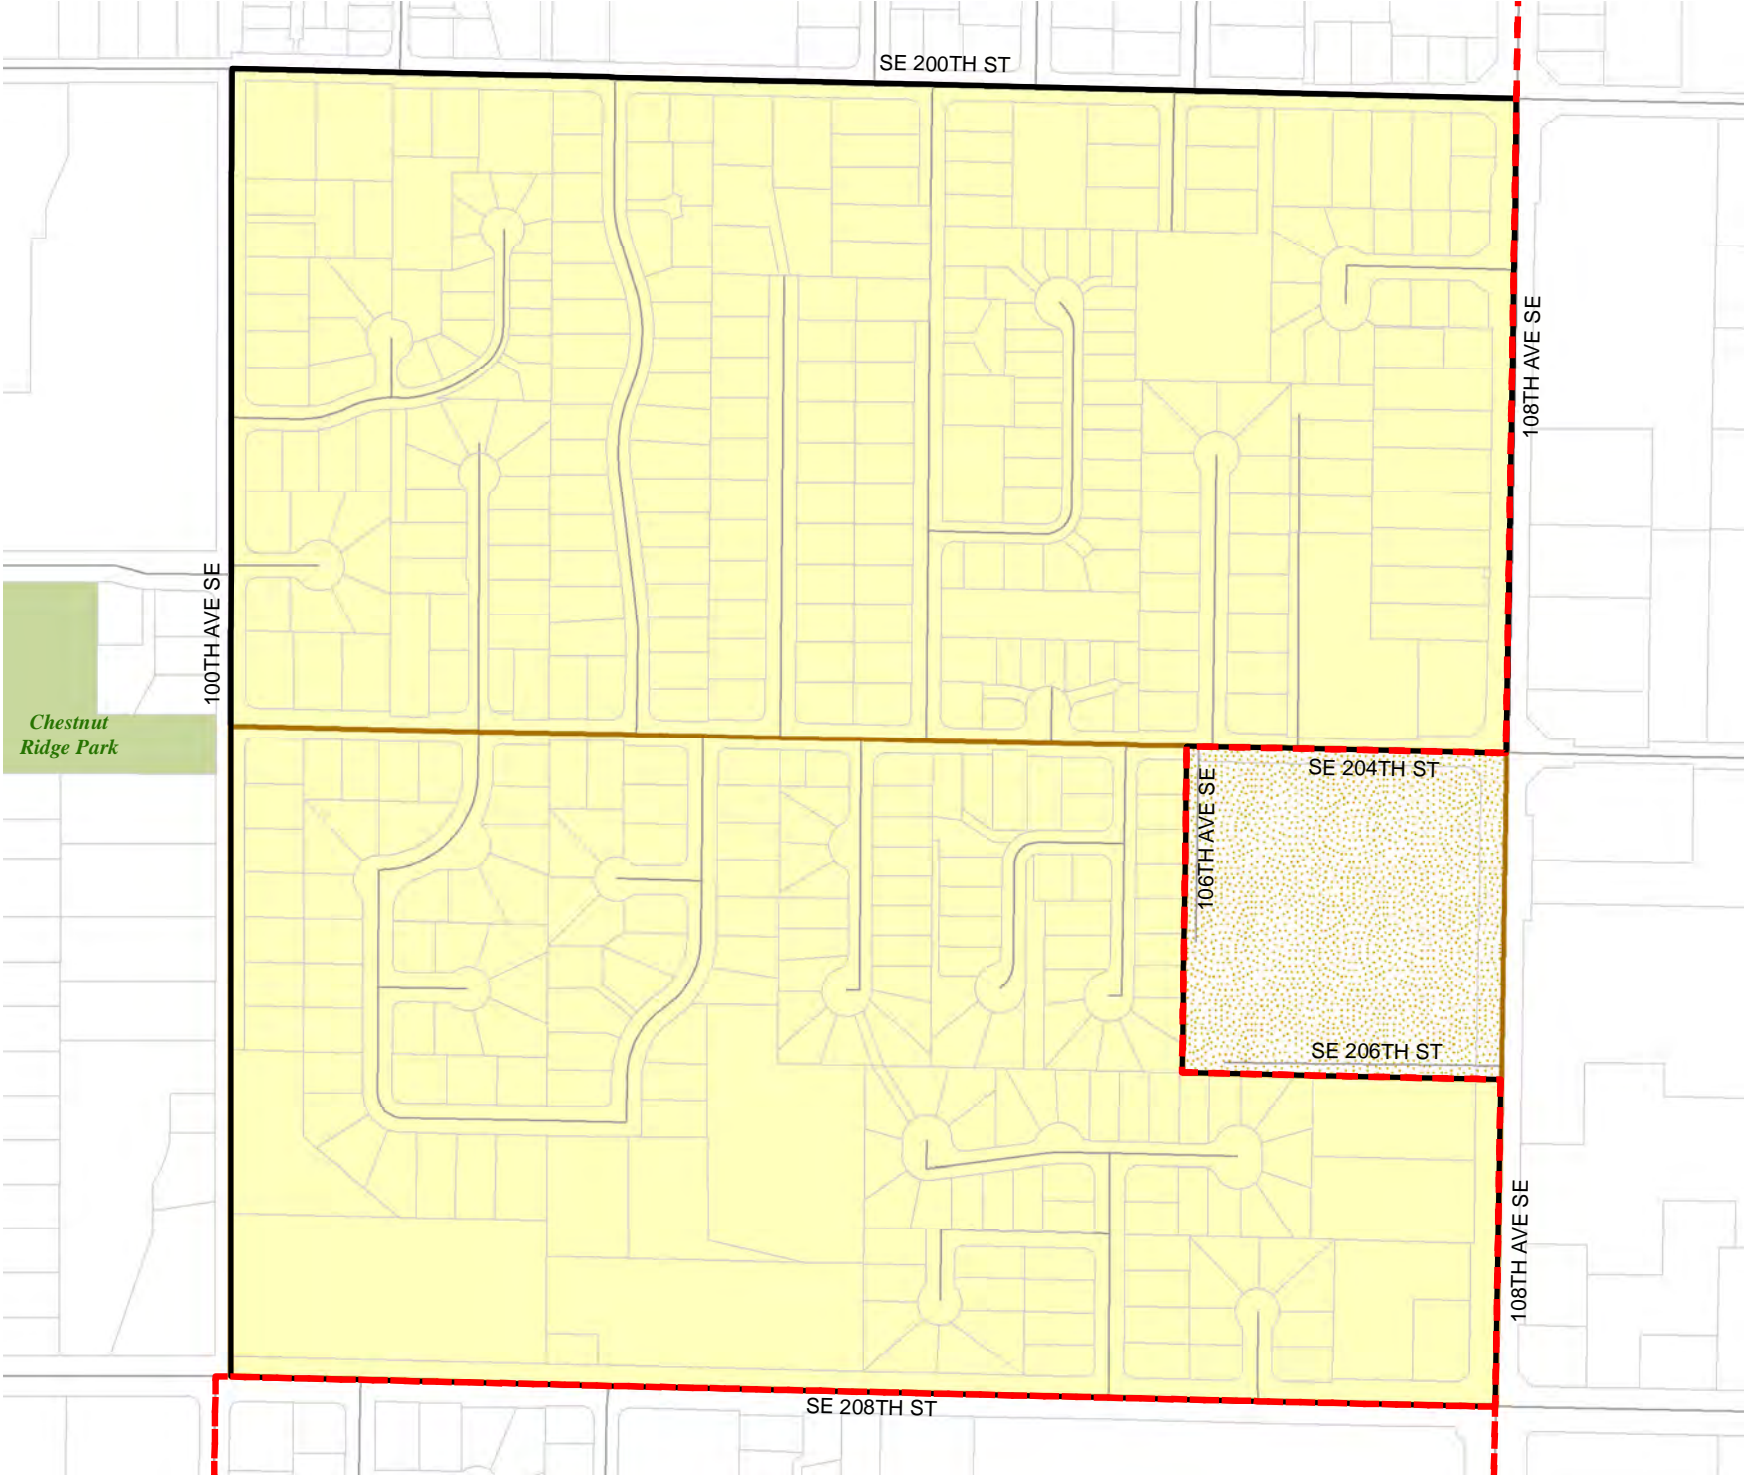 SE 200TH ST
108TH AVE SE
100TH AVE SE
Chestnut
Ridge Park
SE 204TH ST
106TH AVE SE
SE 206TH ST
108TH AVE SE
SE 208TH ST